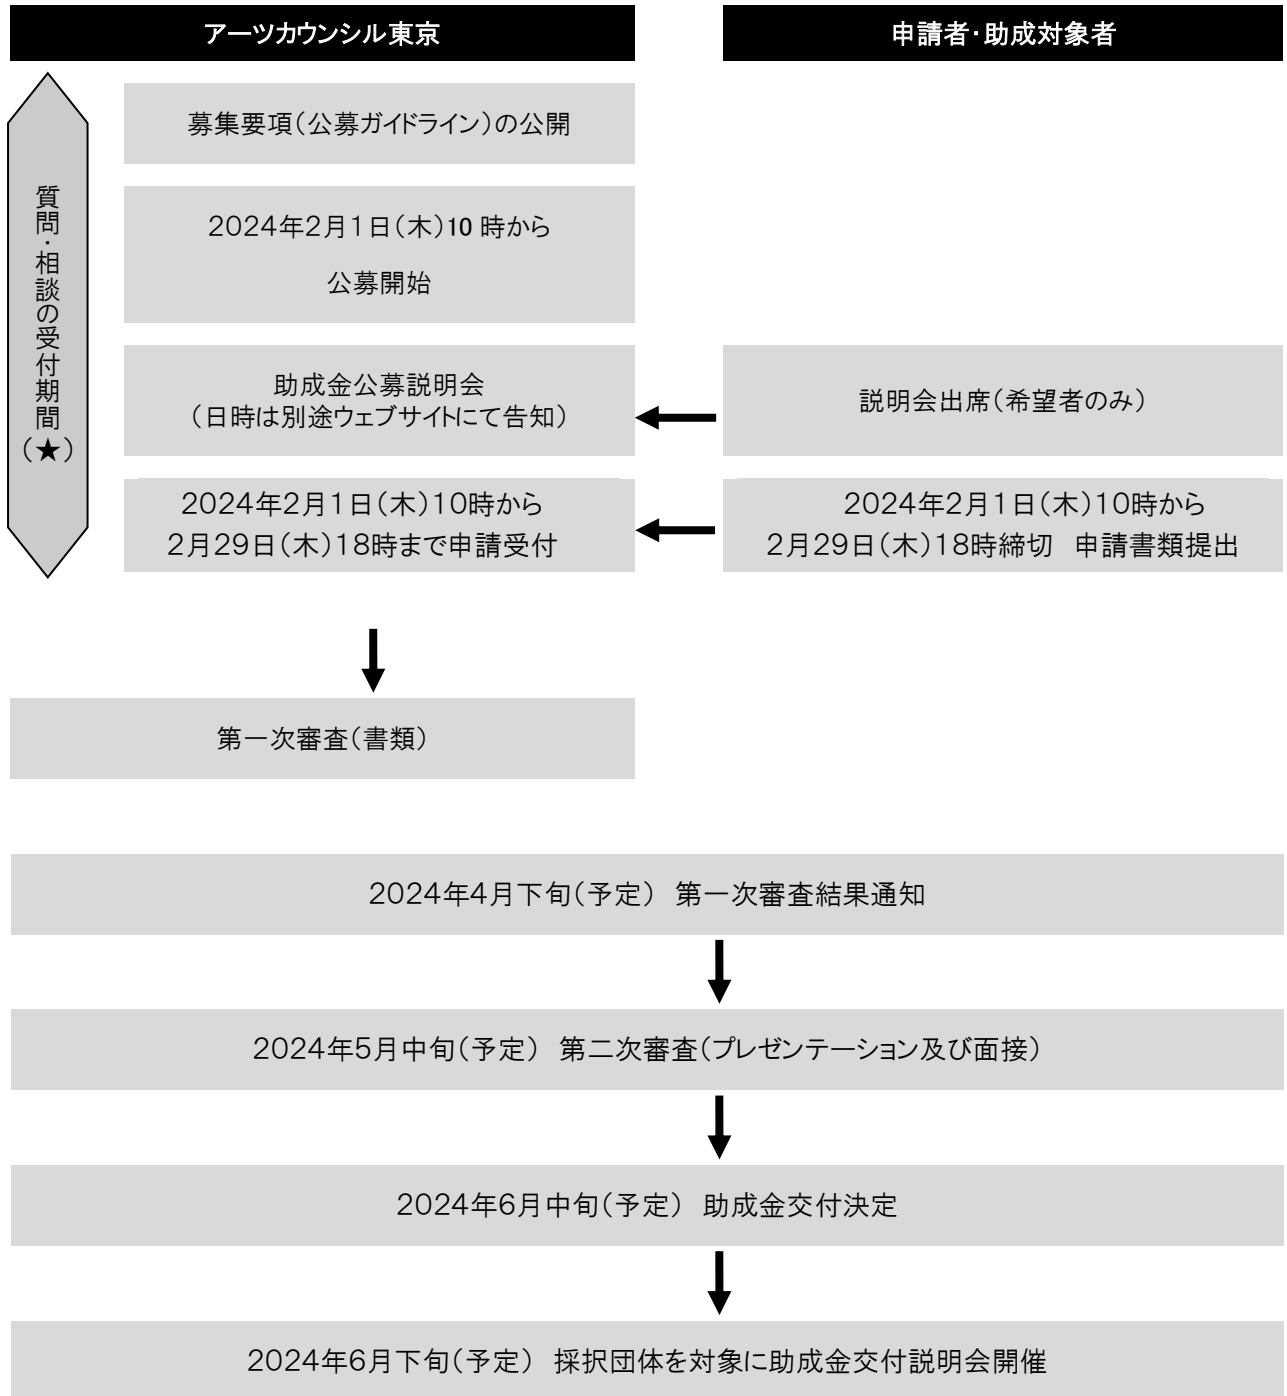 アーツカウンシル東京
申請者・助成対象者
質問・相談の受付期間(★)
募集要項(公募ガイドライン)の公開
2024年2月1日(木)10 時から
公募開始
助成金公募説明会
(日時は別途ウェブサイトにて告知)
説明会出席(希望者のみ)
2024年2月1日(木)10時から
2月29日(木)18時まで申請受付
2024年2月1日(木)10時から
2月29日(木)18時締切 申請書類提出
第一次審査(書類)
2024年4月下旬(予定) 第一次審査結果通知
2024年5月中旬(予定) 第二次審査(プレゼンテーション及び面接)
2024年6月中旬(予定) 助成金交付決定
2024年6月下旬(予定) 採択団体を対象に助成金交付説明会開催